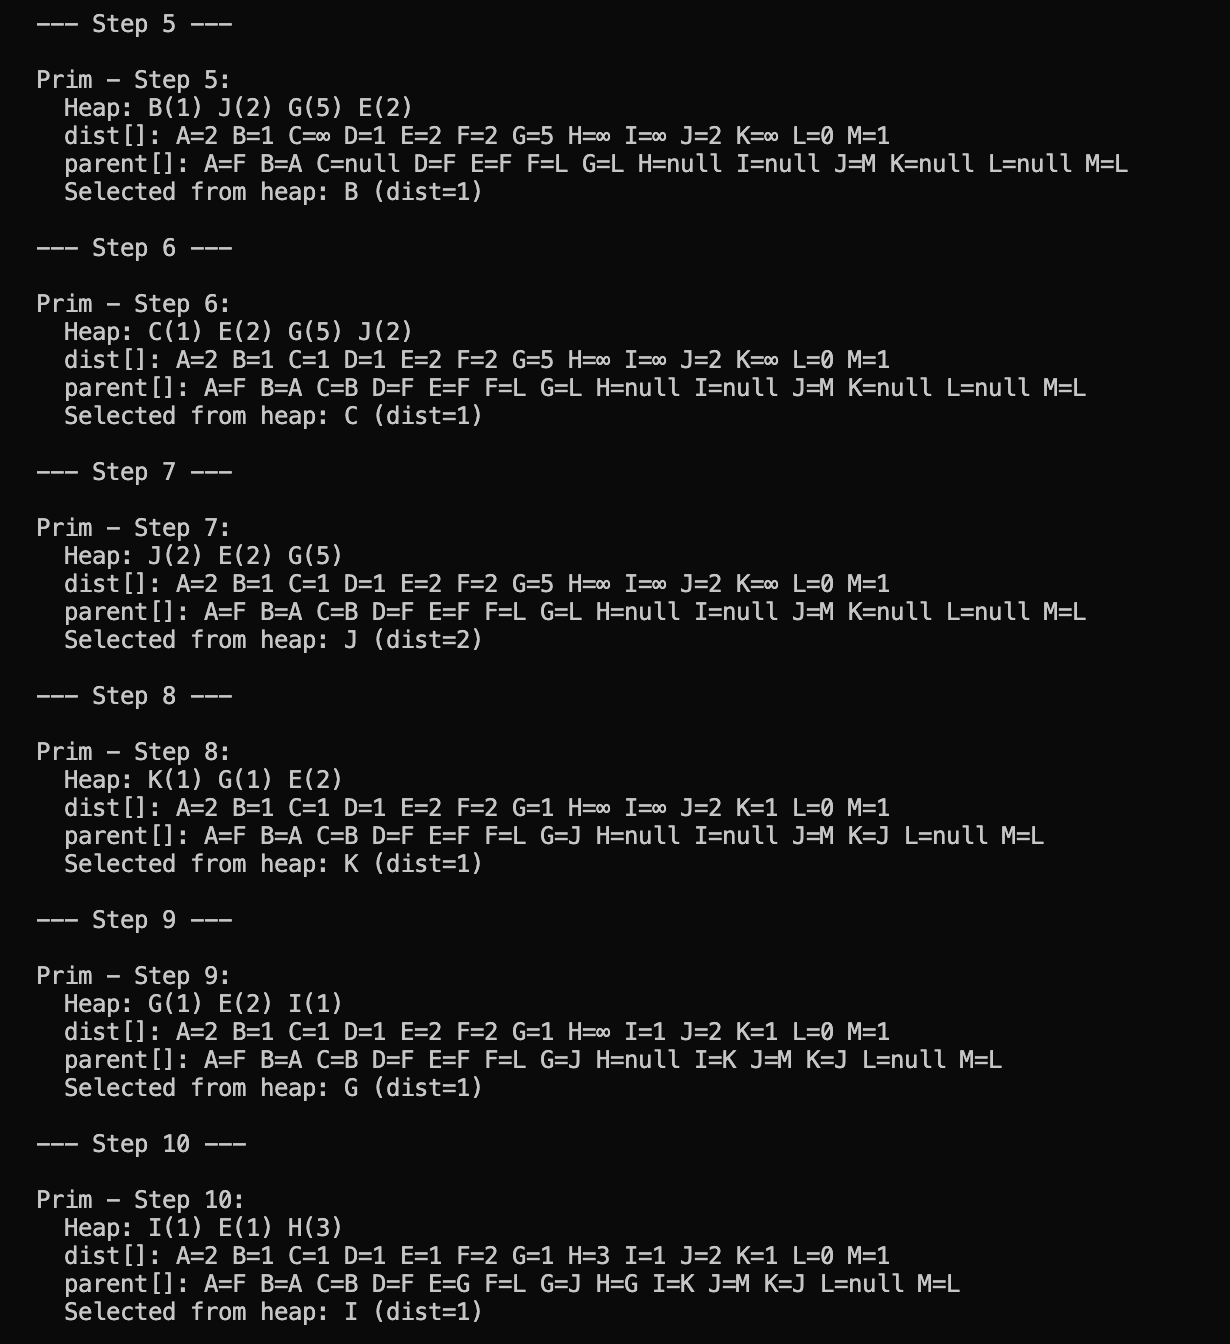 --- Step 5 ---
Prim - Step 5:
Heap: B(1) J(2) G(5) E(2)
dist[]: A=2 B=1 C=∞ D=1 E=2 F=2 G=5 H=∞ I=∞ J=2 K=∞ L=0 M=1
parent[]: A=F B=A C=null D=F E=F F=L G=L H=null I=null J=M K=null L=null M=L
Selected from heap: B (dist=1)
--- Step 6 ---
Prim - Step 6:
Heap: C(1) E(2) G(5) J(2)
dist[]: A=2 B=1 C=1 D=1 E=2 F=2 G=5 H=∞ I=∞ J=2 K=∞ L=0 M=1
parent[]: A=F B=A C=B D=F E=F F=L G=L H=null I=null J=M K=null L=null M=L
Selected from heap: C (dist=1)
--- Step 7 ---
Prim - Step 7:
Heap: J(2) E(2) G(5)
dist[]: A=2 B=1 C=1 D=1 E=2 F=2 G=5 H=∞ I=∞ J=2 K=∞ L=0 M=1
parent[]: A=F B=A C=B D=F E=F F=L G=L H=null I=null J=M K=null L=null M=L
Selected from heap: J (dist=2)
--- Step 8 ---
Prim - Step 8:
Heap: K(1) G(1) E(2)
dist[]: A=2 B=1 C=1 D=1 E=2 F=2 G=1 H=∞ I=∞ J=2 K=1 L=0 M=1
parent[]: A=F B=A C=B D=F E=F F=L G=J H=null I=null J=M K=J L=null M=L
Selected from heap: K (dist=1)
--- Step 9 ---
Prim - Step 9:
Heap: G(1) E(2) I(1)
dist[]: A=2 B=1 C=1 D=1 E=2 F=2 G=1 H=∞ I=1 J=2 K=1 L=0 M=1
parent[]: A=F B=A C=B D=F E=F F=L G=J H=null I=K J=M K=J L=null M=L
Selected from heap: G (dist=1)
--- Step 10 ---
Prim - Step 10:
Heap: I(1) E(1) H(3)
dist[]: A=2 B=1 C=1 D=1 E=1 F=2 G=1 H=3 I=1 J=2 K=1 L=0 M=1
parent[]: A=F B=A C=B D=F E=G F=L G=J H=G I=K J=M K=J L=null M=L
Selected from heap: I (dist=1)